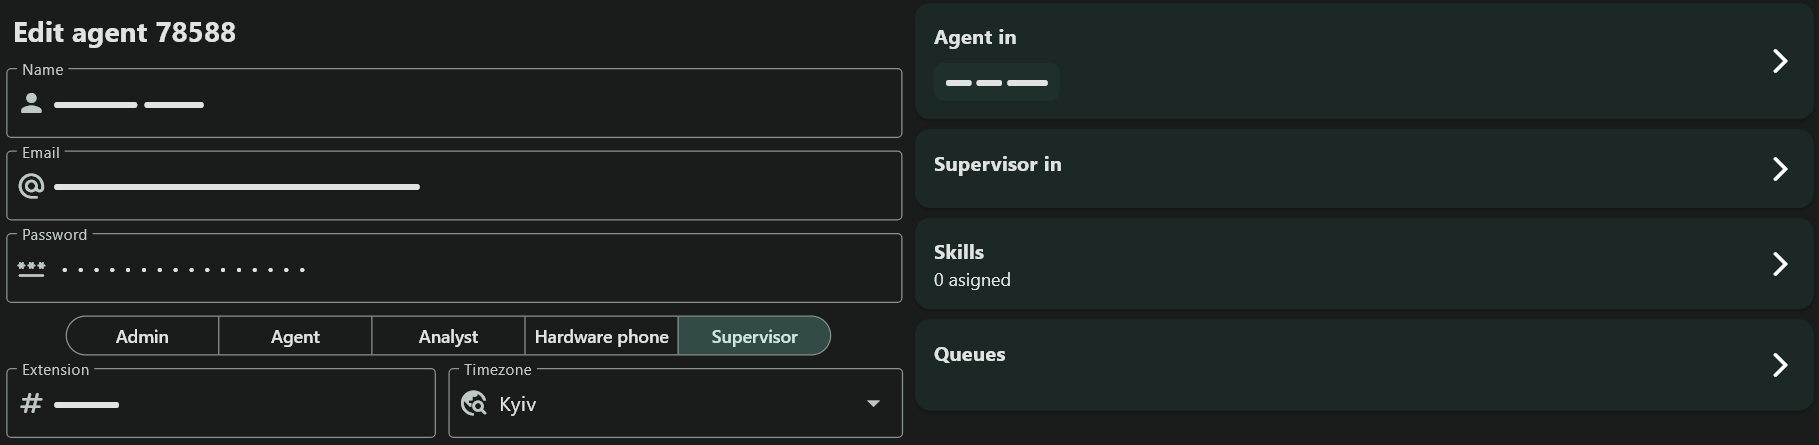 Edit agent 78588
Name
Email
Password
Admin
Agent
Analyst
Hardware phone
Supervisor
Extension
Timezone
Kyiv
Agent in
Supervisor in
Skills
0 asigned
Queues